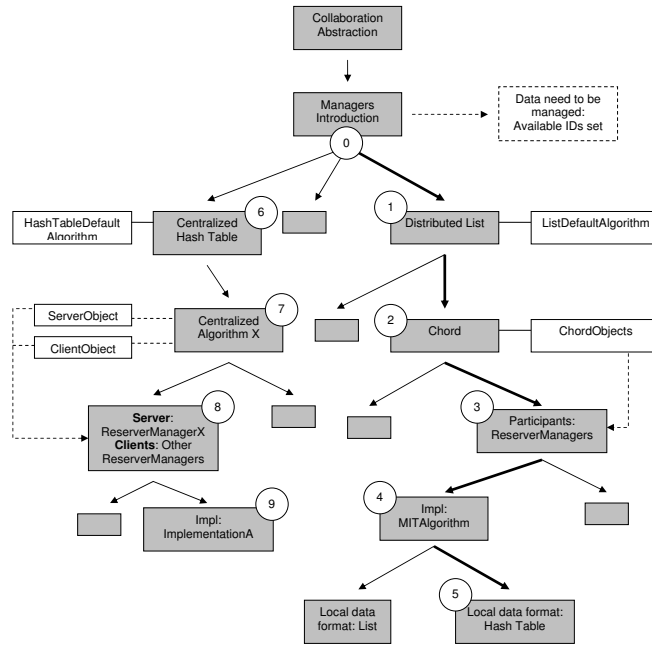 Collaboration
Abstraction
Managers
Introduction
Data need to be
managed:
Available IDs set
0
6
1
HashTableDefault
Algorithm
Centralized
Hash Table
Distributed List
ListDefaultAlgorithm
7
2
ServerObject
ClientObject
Centralized
Algorithm X
Chord
ChordObjects
8
3
Server:
ReserverManagerX
Clients: Other
ReserverManagers
Participants:
ReserverManagers
9
4
Impl:
ImplementationA
Impl:
MITAlgorithm
5
Local data
format: List
Local data format:
Hash Table